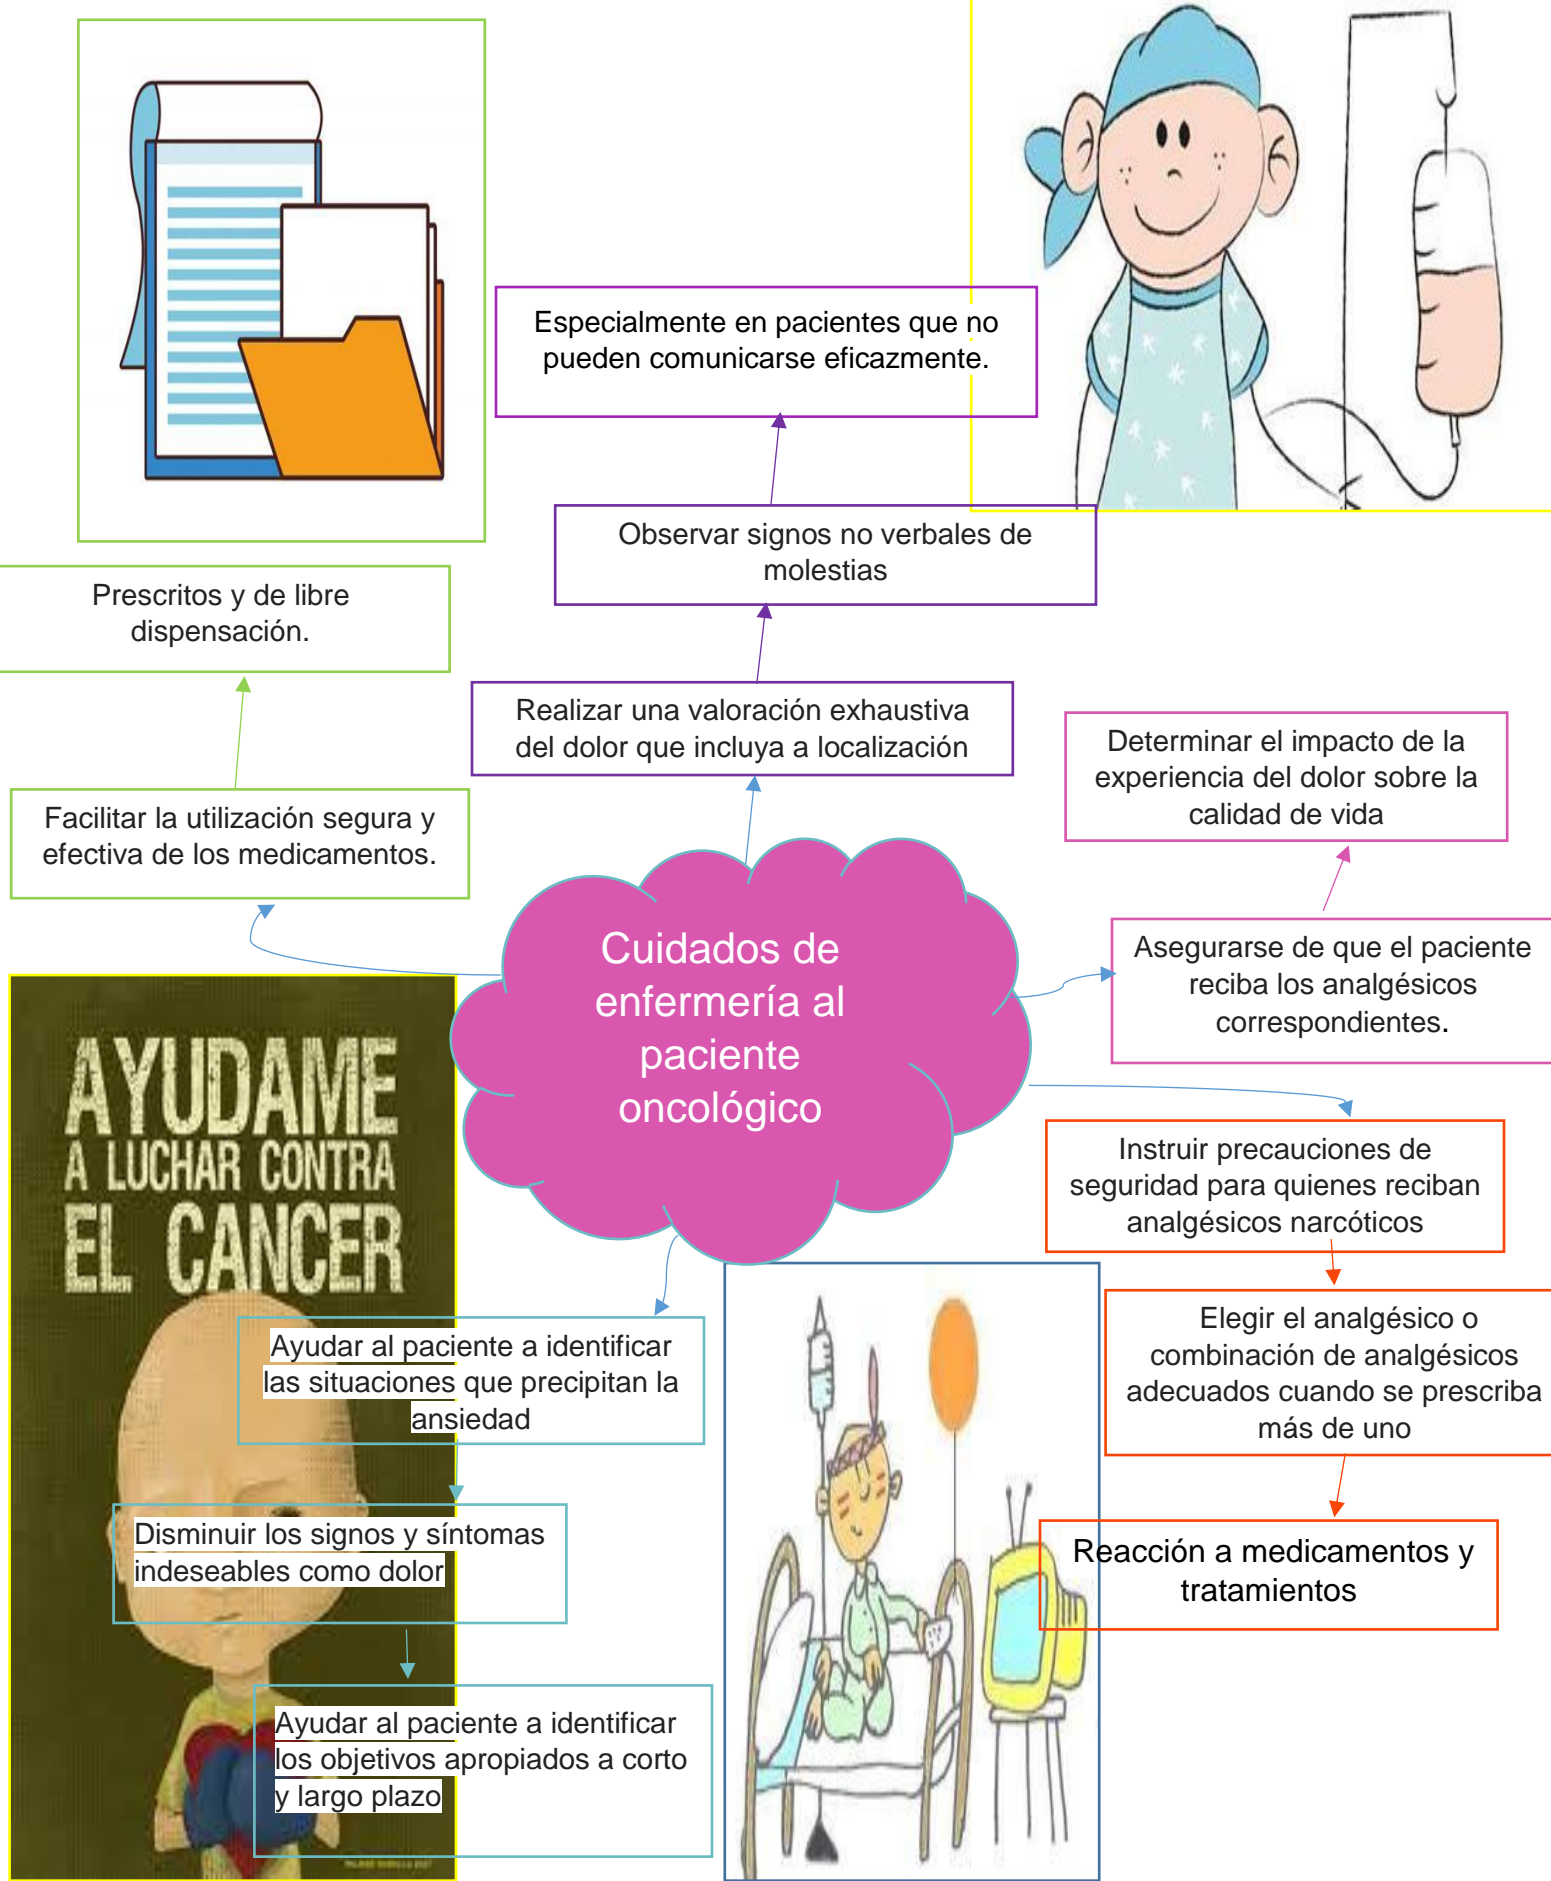 Especialmente en pacientes que no
pueden comunicarse eficazmente.
Observar signos no verbales de
molestias
Prescritos y de libre
dispensación.
Realizar una valoración exhaustiva
del dolor que incluya a localización
Determinar el impacto de la
experiencia del dolor sobre la
calidad de vida
Facilitar la utilización segura y
efectiva de los medicamentos.
Cuidados de
enfermería al
paciente
oncológico
Asegurarse de que el paciente
reciba los analgésicos
correspondientes.
AYUDAME
A LUCHAR CONTRA
EL CANCER
Instruir precauciones de
seguridad para quienes reciban
analgésicos narcóticos
Elegir el analgésico o
combinación de analgésicos
adecuados cuando se prescriba
más de uno
Ayudar al paciente a identificar
las situaciones que precipitan la
ansiedad
Disminuir los signos y síntomas
indeseables como dolor
Reacción a medicamentos y
tratamientos
Ayudar al paciente a identificar
los objetivos apropiados a corto
y largo plazo